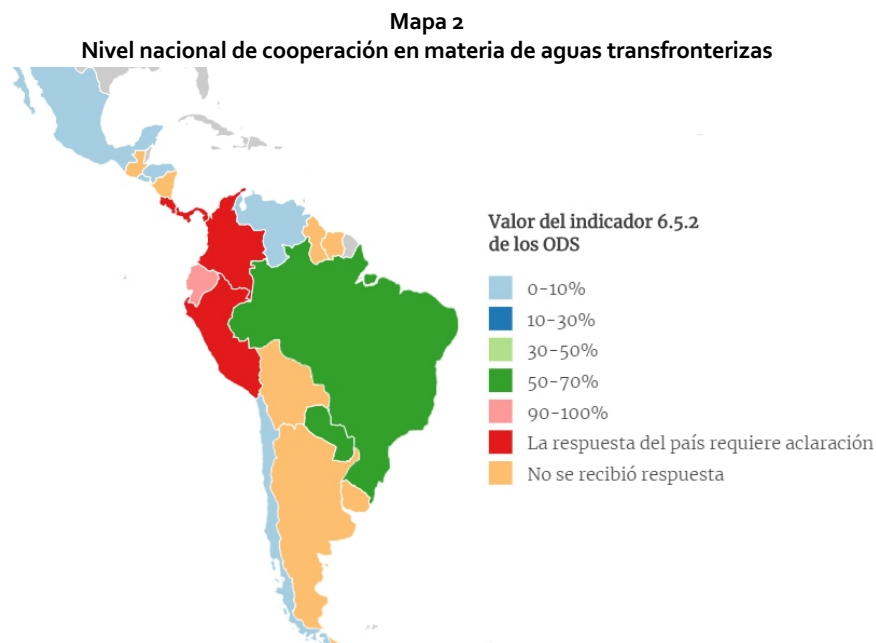 Mapa 2
Nivel nacional de cooperación en materia de aguas transfronterizas
Valor del indicador 6.5.2
de los ODS
0-10%
10-30%
30-50%
50-70%
90-100%
La respuesta del país requiere aclaración
No se recibió respuesta